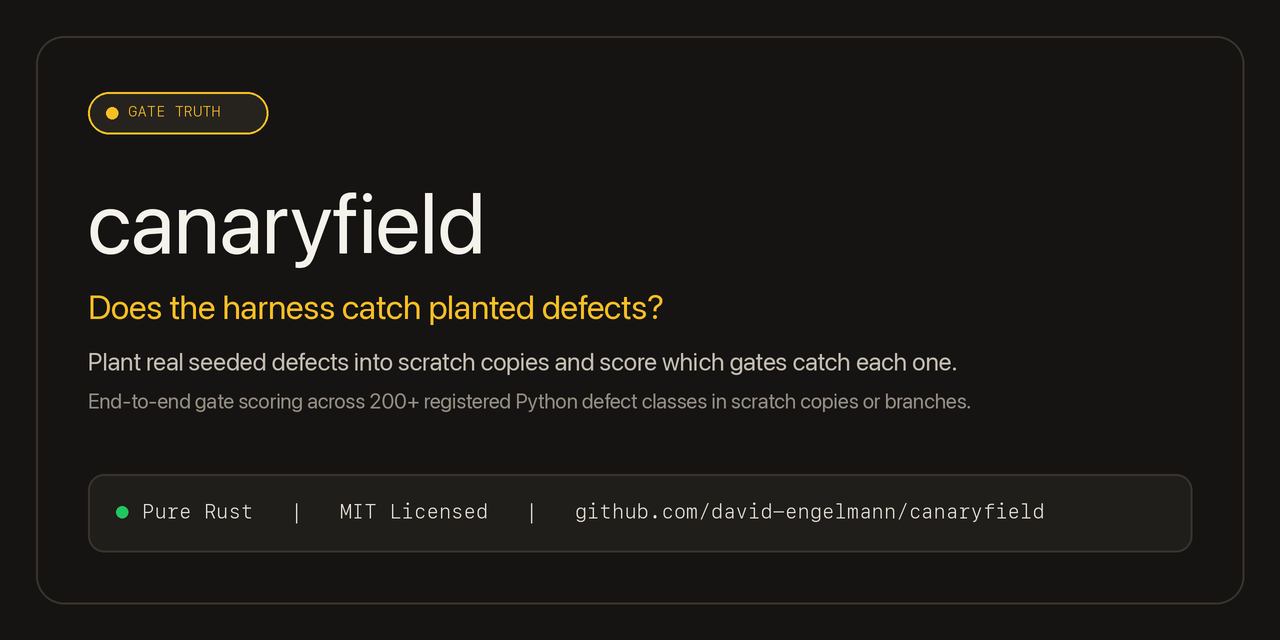 GATE TRUTH
canaryfield
Does the harness catch planted defects?
Plant real seeded defects into scratch copies and score which gates catch each one.
End-to-end gate scoring across 200+ registered Python defect classes in scratch copies or branches.
Pure Rust | MIT Licensed | github.com/david-engelmann/canaryfield